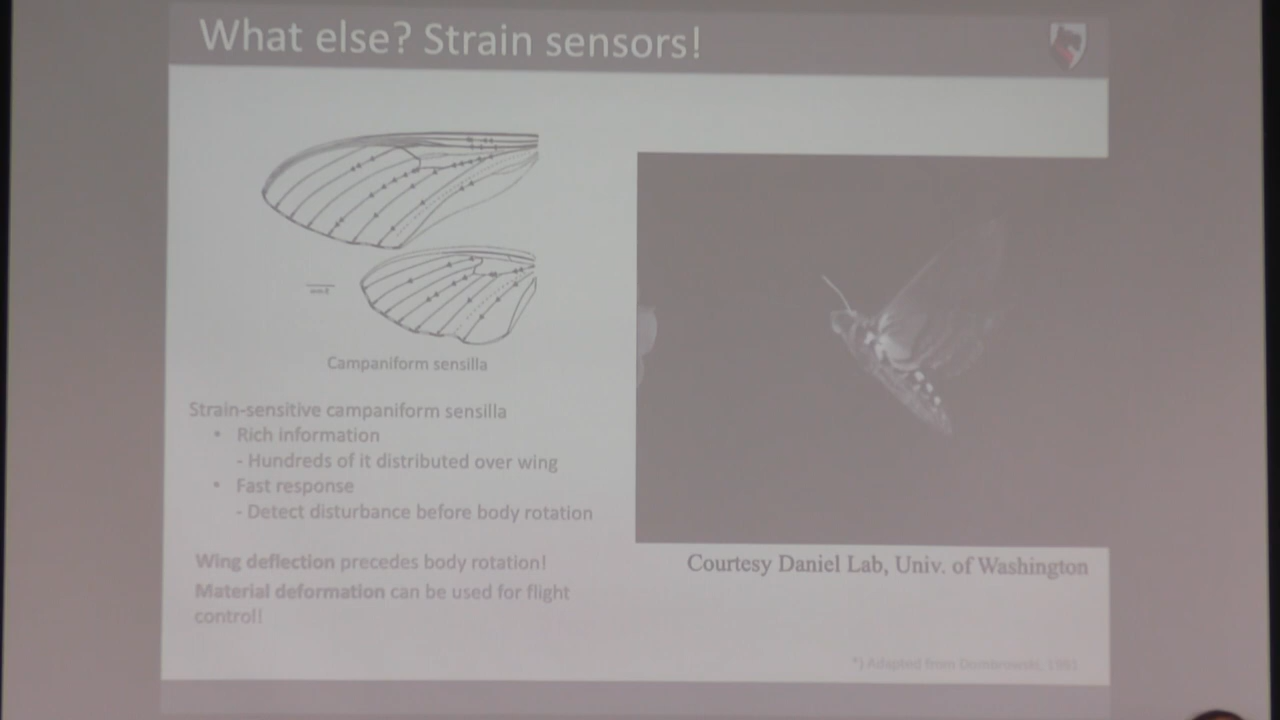 What else? Strain sensors!
Campaniform sensilla
Strain-sensitive campaniform sensilla
• Rich information
- Hundreds of it distributed over wing
• Fast response
- Detect disturbance before body rotation
Wing deflection precedes body rotation!
Material deformation can be used for flight
control!
Courtesy Daniel Lab, Univ. of Washington
*) Adapted from Dombrowski, 1991